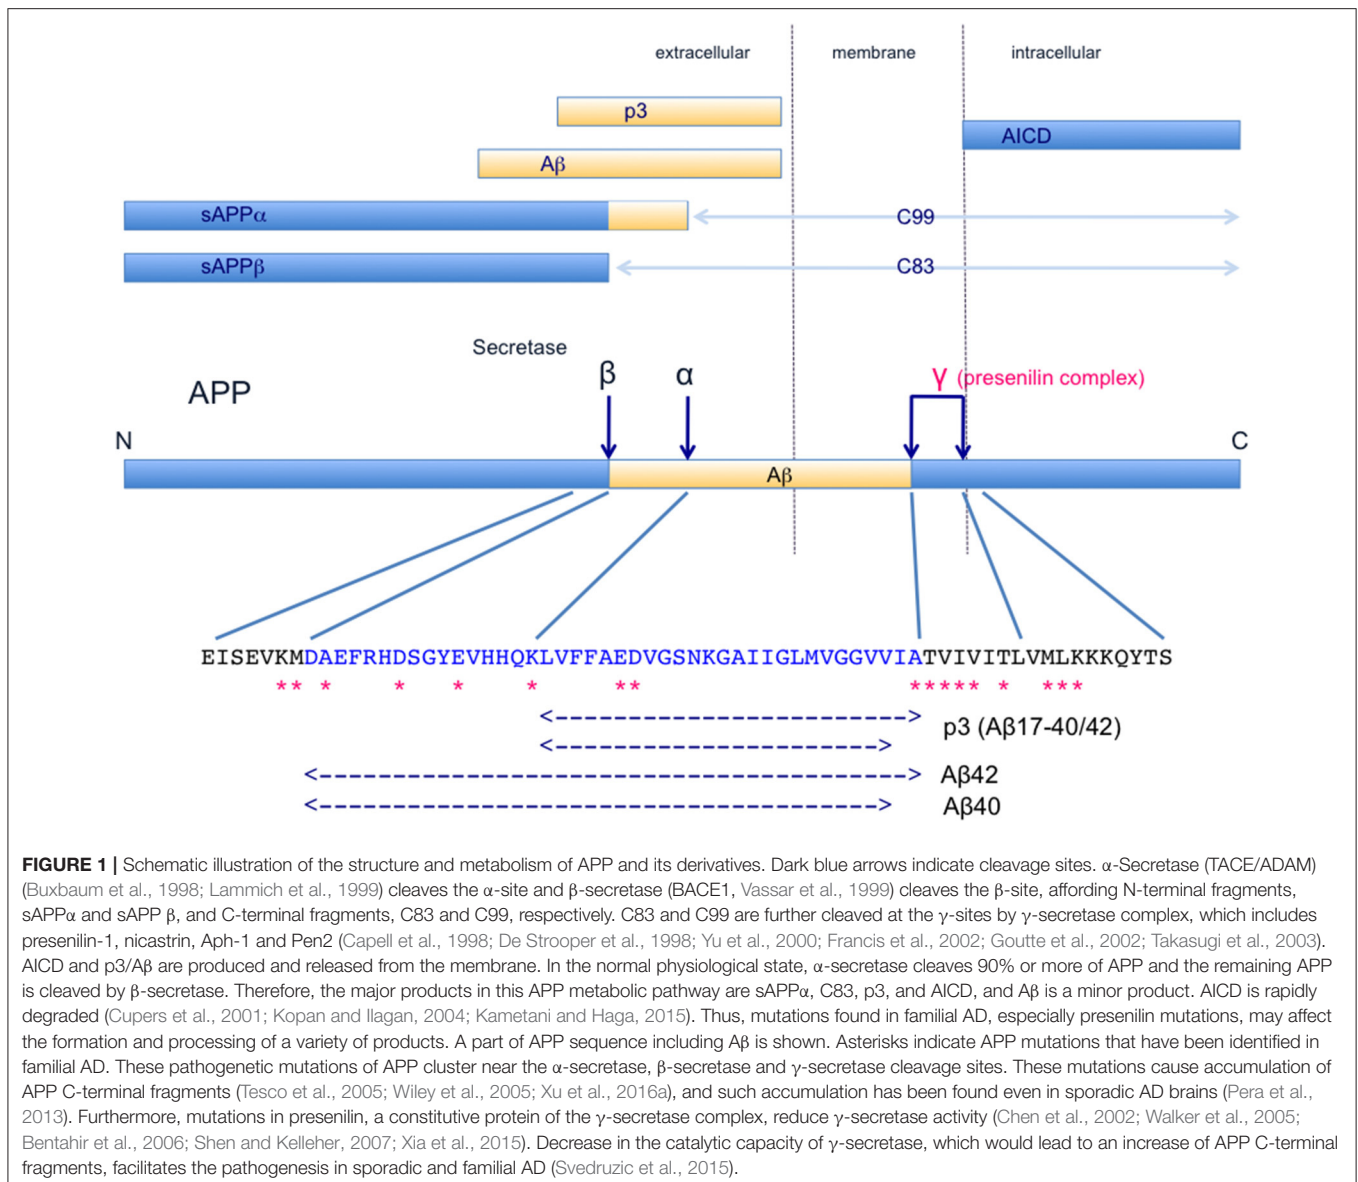 extracellular membrane intracellular
p3
AICD
Aβ
sAPPα C99
sAPPβ C83
Secretase
β α γ (presenilin complex)
APP
N C
Aβ
EISEVKMDAEFRHDSGYEVHHQKLVFFAEDVGSNKGAIIGLMVGGVVIATVIVITLVMLKKKQYTS
** * * * * ** ***** * ***
<------------------------> p3 (Aβ17-40/42)
<---------------------->
<----------------------------------------> Aβ42
<--------------------------------------> Aβ40
FIGURE 1 | Schematic illustration of the structure and metabolism of APP and its derivatives. Dark blue arrows indicate cleavage sites. α-Secretase (TACE/ADAM)
(Buxbaum et al., 1998; Lammich et al., 1999) cleaves the α-site and β-secretase (BACE1, Vassar et al., 1999) cleaves the β-site, affording N-terminal fragments,
sAPPα and sAPP β, and C-terminal fragments, C83 and C99, respectively. C83 and C99 are further cleaved at the γ-sites by γ-secretase complex, which includes
presenilin-1, nicastrin, Aph-1 and Pen2 (Capell et al., 1998; De Strooper et al., 1998; Yu et al., 2000; Francis et al., 2002; Goutte et al., 2002; Takasugi et al., 2003).
AICD and p3/Aβ are produced and released from the membrane. In the normal physiological state, α-secretase cleaves 90% or more of APP and the remaining APP
is cleaved by β-secretase. Therefore, the major products in this APP metabolic pathway are sAPPα, C83, p3, and AICD, and Aβ is a minor product. AICD is rapidly
degraded (Cupers et al., 2001; Kopan and Ilagan, 2004; Kametani and Haga, 2015). Thus, mutations found in familial AD, especially presenilin mutations, may affect
the formation and processing of a variety of products. A part of APP sequence including Aβ is shown. Asterisks indicate APP mutations that have been identified in
familial AD. These pathogenetic mutations of APP cluster near the α-secretase, β-secretase and γ-secretase cleavage sites. These mutations cause accumulation of
APP C-terminal fragments (Tesco et al., 2005; Wiley et al., 2005; Xu et al., 2016a), and such accumulation has been found even in sporadic AD brains (Pera et al.,
2013). Furthermore, mutations in presenilin, a constitutive protein of the γ-secretase complex, reduce γ-secretase activity (Chen et al., 2002; Walker et al., 2005;
Bentahir et al., 2006; Shen and Kelleher, 2007; Xia et al., 2015). Decrease in the catalytic capacity of γ-secretase, which would lead to an increase of APP C-terminal
fragments, facilitates the pathogenesis in sporadic and familial AD (Svedruzic et al., 2015).